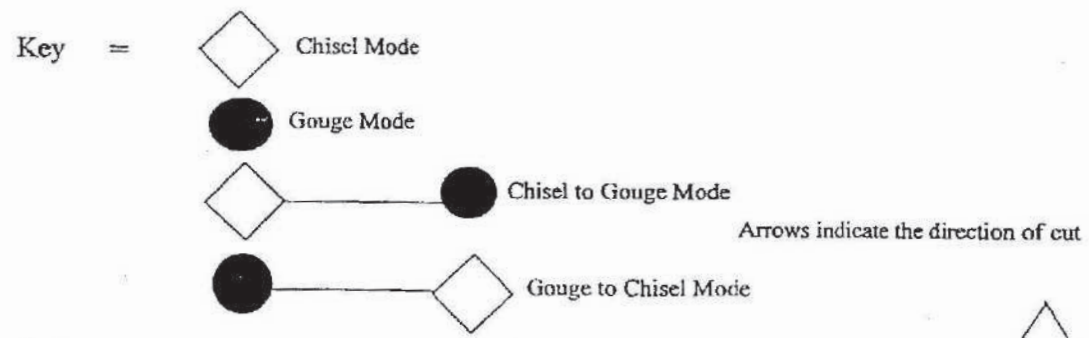 Key = Chisel Mode
Gouge Mode
Chisel to Gouge Mode
Arrows indicate the direction of cut
Gouge to Chisel Mode